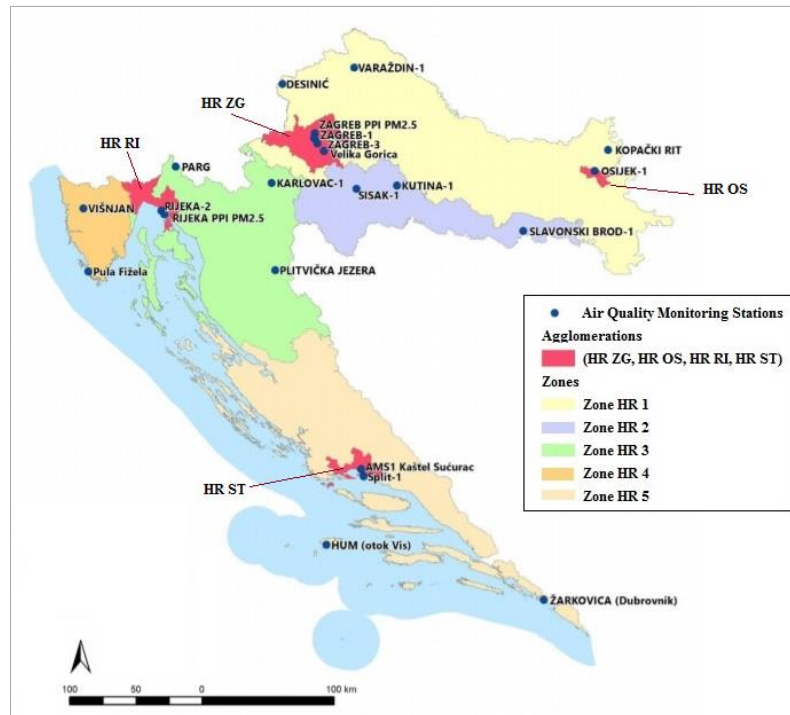 VARAŽDIN-1
DESINIĆ
HR ZG
ZAGREB PPI PM2.5
ZAGREB-1
ZAGREB-3
Velika Gorica
HR RI
KOPAČKI RIT
PARG
OSIJEK-1
KARLOVAC-1
KUTINA-1
SISAK-1
HR OS
VIŠNJAN
RIJEKA-2
RIJEKA PPI PM2.5
SLAVONSKI BROD-1
Pula Fižela
PLITVIČKA JEZERA
Air Quality Monitoring Stations
Agglomerations
(HR ZG, HR OS, HR RI, HR ST)
Zones
Zone HR 1
Zone HR 2
Zone HR 3
Zone HR 4
Zone HR 5
AMS1 Kaštel Sućurac
Split-1
HR ST
HUM (otok Vis)
ŽARKOVICA (Dubrovnik)
100 50 0 100 km